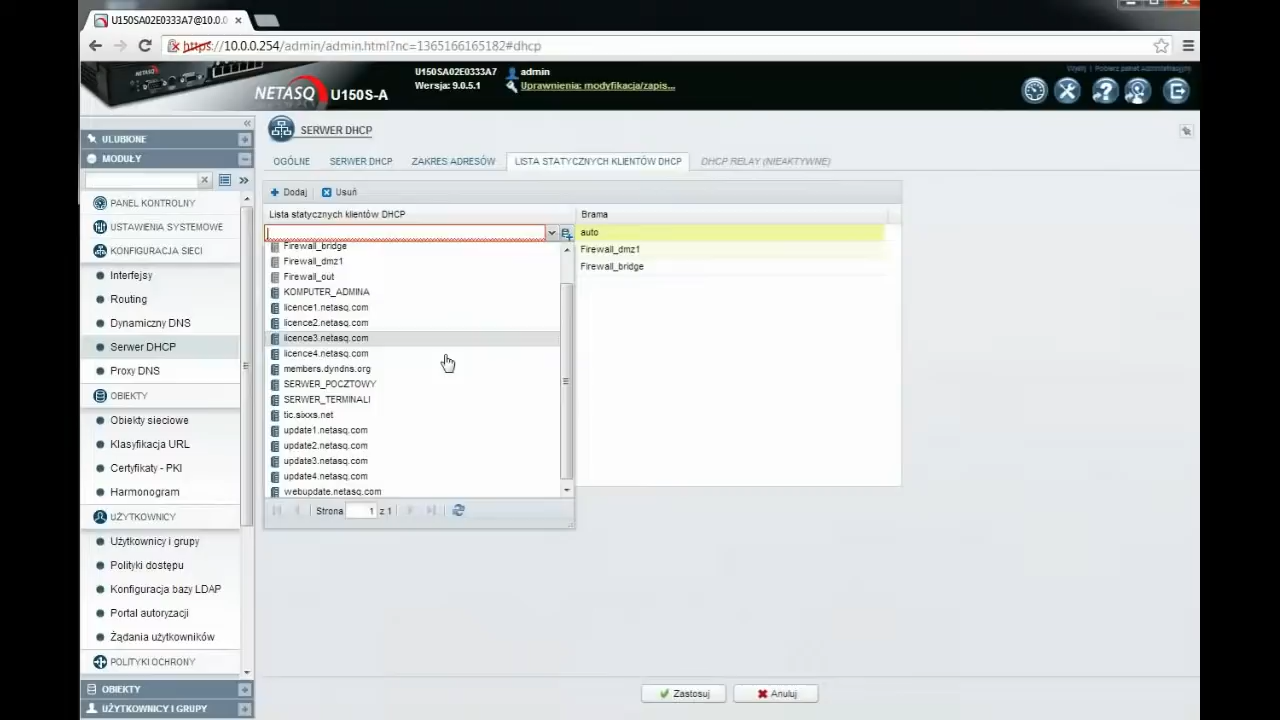 U150SA02E0333A7@10.0.0
https://10.0.0.254/admin/admin.html?nc=1365166165182#dhcp
NETASQ
NETASQ U150S-A
U150SA02E0333A7
Wersja: 9.0.5.1
admin
Uprawnienia: modyfikacja/zapis...
Wyślij | Pobierz pakiet Administracyjny
ULUBIONE
MODUŁY
PANEL KONTROLNY
USTAWIENIA SYSTEMOWE
KONFIGURACJA SIECI
Interfejsy
Routing
Dynamiczny DNS
Serwer DHCP
Proxy DNS
OBIEKTY
Obiekty sieciowe
Klasyfikacja URL
Certyfikaty - PKI
Harmonogram
UŻYTKOWNICY
Użytkownicy i grupy
Polityki dostępu
Konfiguracja bazy LDAP
Portal autoryzacji
Żądania użytkowników
POLITYKI OCHRONY
OBIEKTY
UŻYTKOWNICY I GRUPY
SERWER DHCP
OGÓLNE
SERWER DHCP
ZAKRES ADRESÓW
LISTA STATYCZNYCH KLIENTÓW DHCP
DHCP RELAY (NIEAKTYWNE)
Dodaj
Usuń
Lista statycznych klientów DHCP
Brama
auto
Firewall_dmz1
Firewall_bridge
Firewall_bridge
Firewall_dmz1
Firewall_out
KOMPUTER_ADMINA
licence1.netasq.com
licence2.netasq.com
licence3.netasq.com
licence4.netasq.com
members.dyndns.org
SERWER_POCZTOWY
SERWER_TERMINALI
tic.sixxs.net
update1.netasq.com
update2.netasq.com
update3.netasq.com
update4.netasq.com
webupdate.netasq.com
Strona 1 z 1
Zastosuj
Anuluj